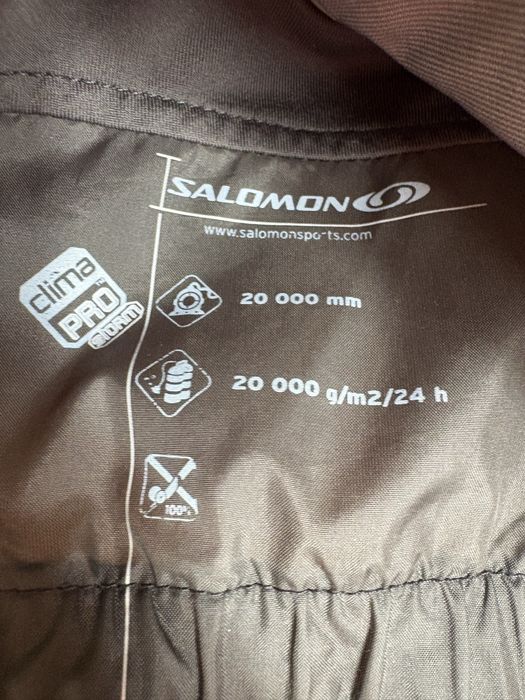 SALOMON
www.salomonsports.com
clima
PRO
STORM
20 000 mm
20 000 g/m2/24 h
100%